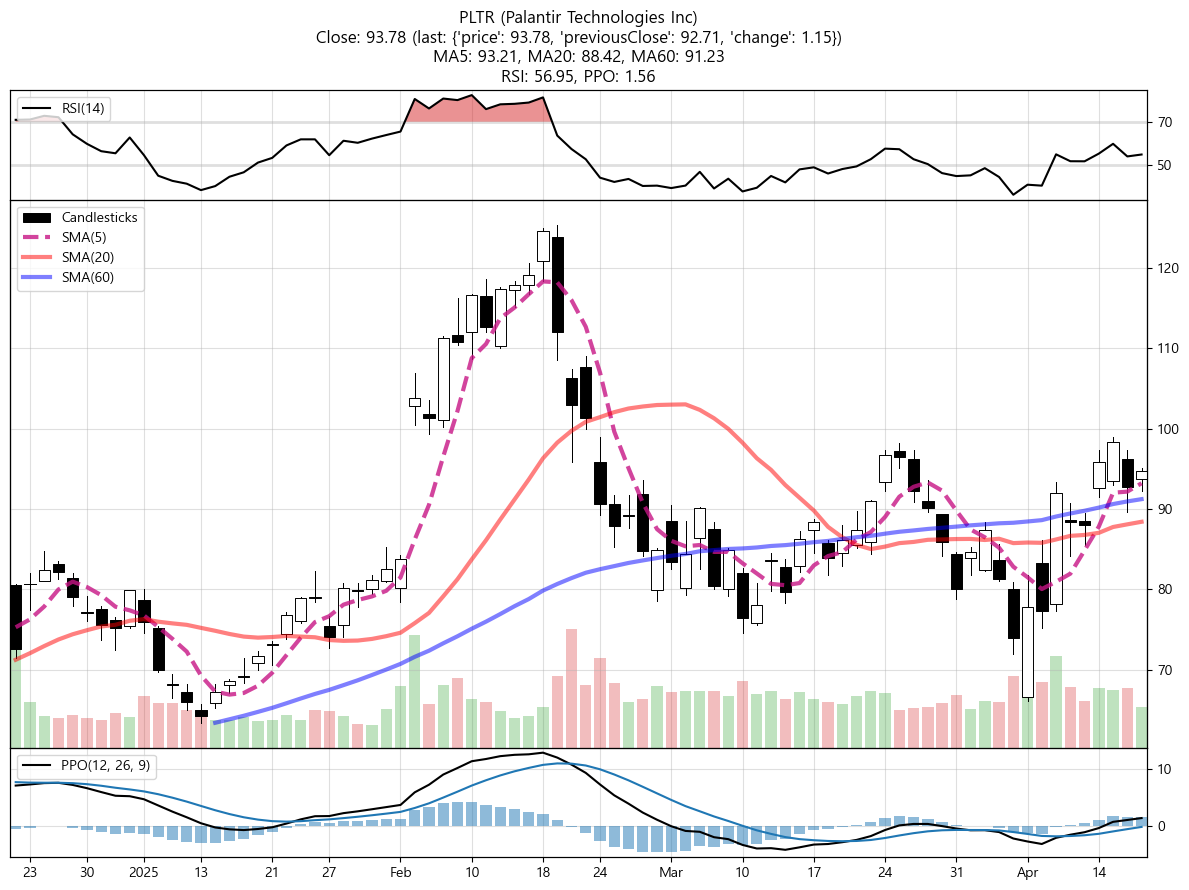 PLTR (Palantir Technologies Inc)
Close: 93.78 (last: {'price': 93.78, 'previousClose': 92.71, 'change': 1.15})
MA5: 93.21, MA20: 88.42, MA60: 91.23
RSI: 56.95, PPO: 1.56
RSI(14)
70
50
Candlesticks
SMA(5)
SMA(20)
SMA(60)
120
110
100
90
80
70
PPO(12, 26, 9)
10
0
23 30 2025 13 21 27 Feb 10 18 24 Mar 10 17 24 31 Apr 14